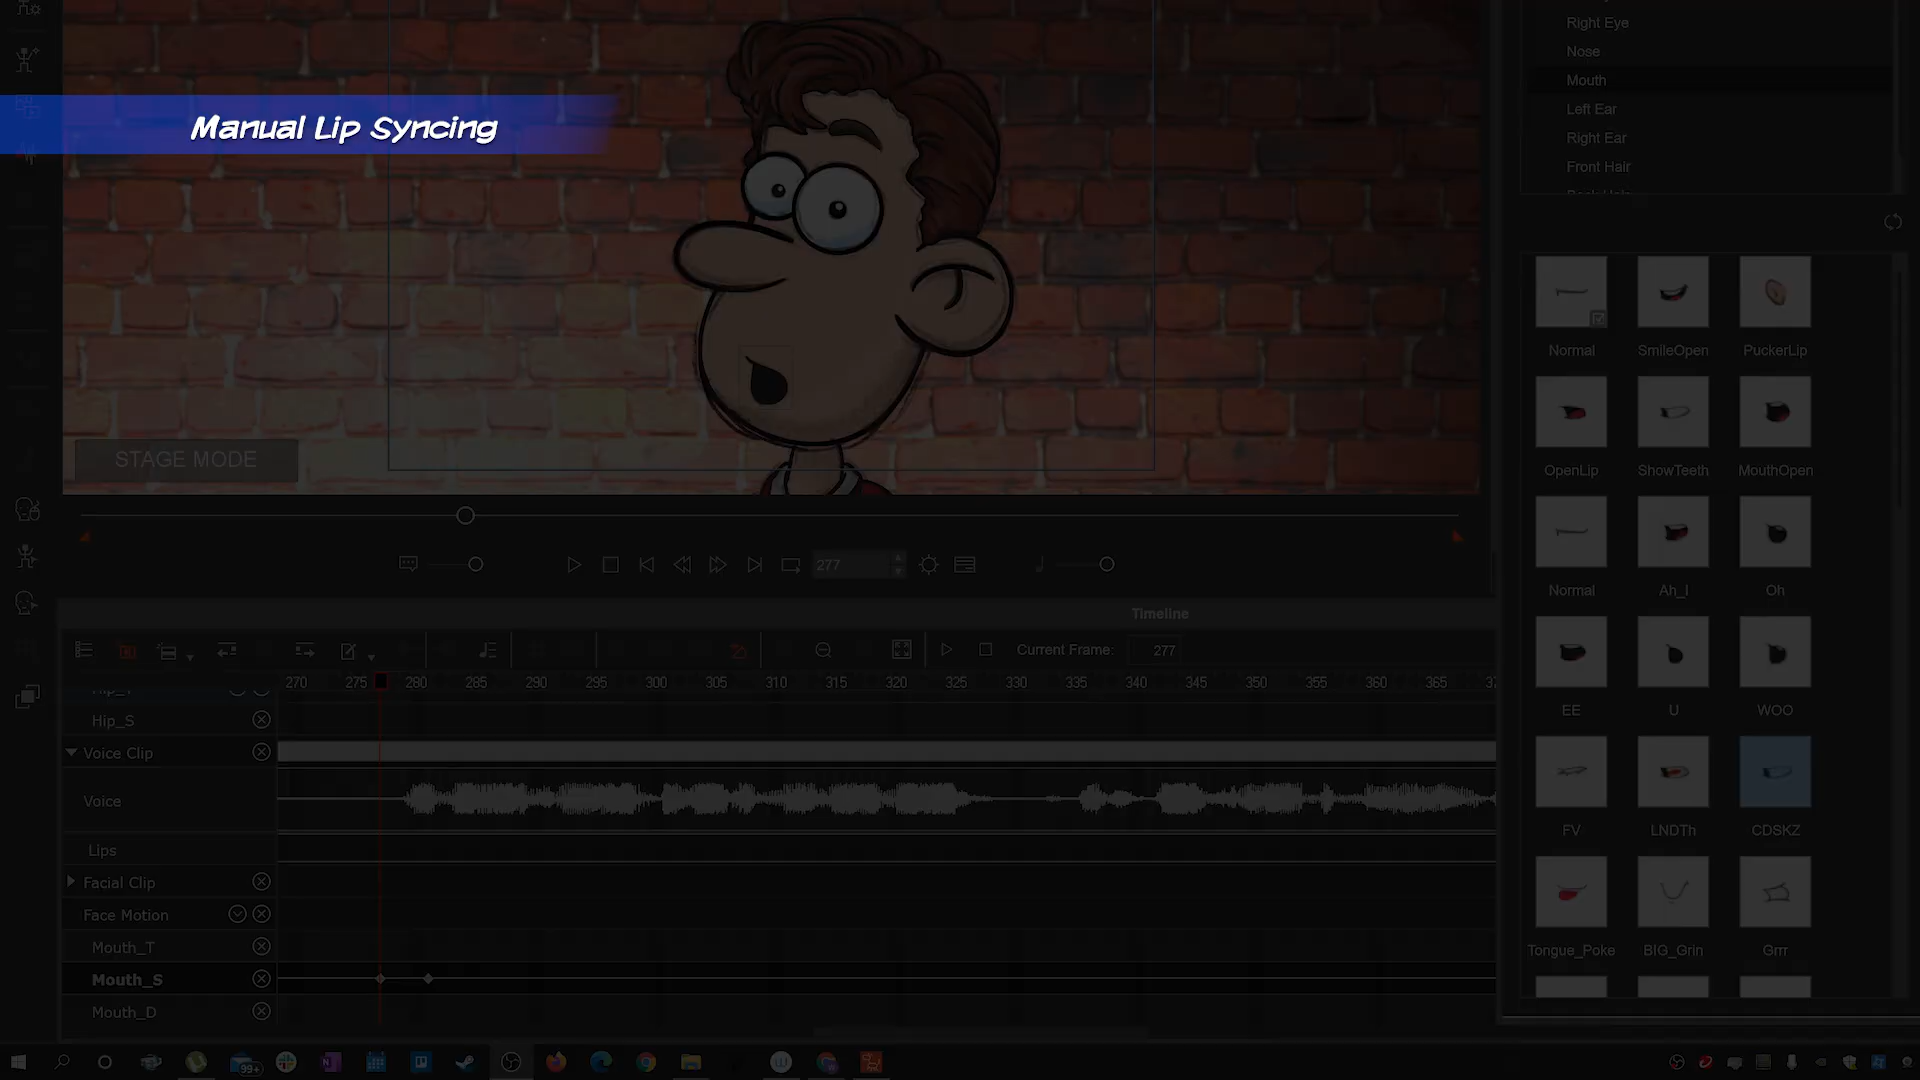 Right Eye
Nose
Mouth
Left Ear
Right Ear
Front Hair
Manual Lip Syncing
STAGE MODE
Normal SmileOpen PuckerLip
OpenLip ShowTeeth MouthOpen
Normal Ah_I Oh
EE U WOO
FV LNDTh CDSKZ
Tongue_Poke BIG_Grin Grrr
277
Timeline
Current Frame: 277
270 275 280 285 290 295 300 305 310 315 320 325 330 335 340 345 350 355 360 365
Hip_S
Voice Clip
Voice
Lips
Facial Clip
Face Motion
Mouth_T
Mouth_S
Mouth_D
99+